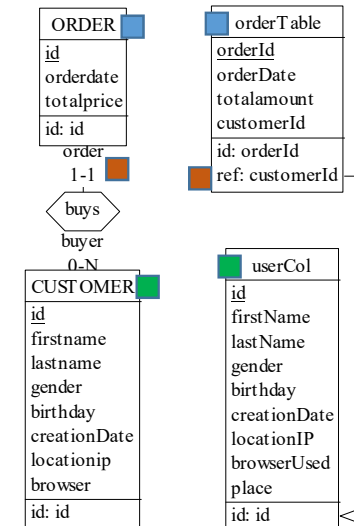 ORDER
id
orderdate
totalprice
id: id
order
1-1
buys
buyer
0-N
CUSTOMER
id
firstname
lastname
gender
birthday
creationDate
locationip
browser
id: id
orderTable
orderId
orderDate
totalamount
customerId
id: orderId
ref: customerId
userCol
id
firstName
lastName
gender
birthday
creationDate
locationIP
browserUsed
place
id: id